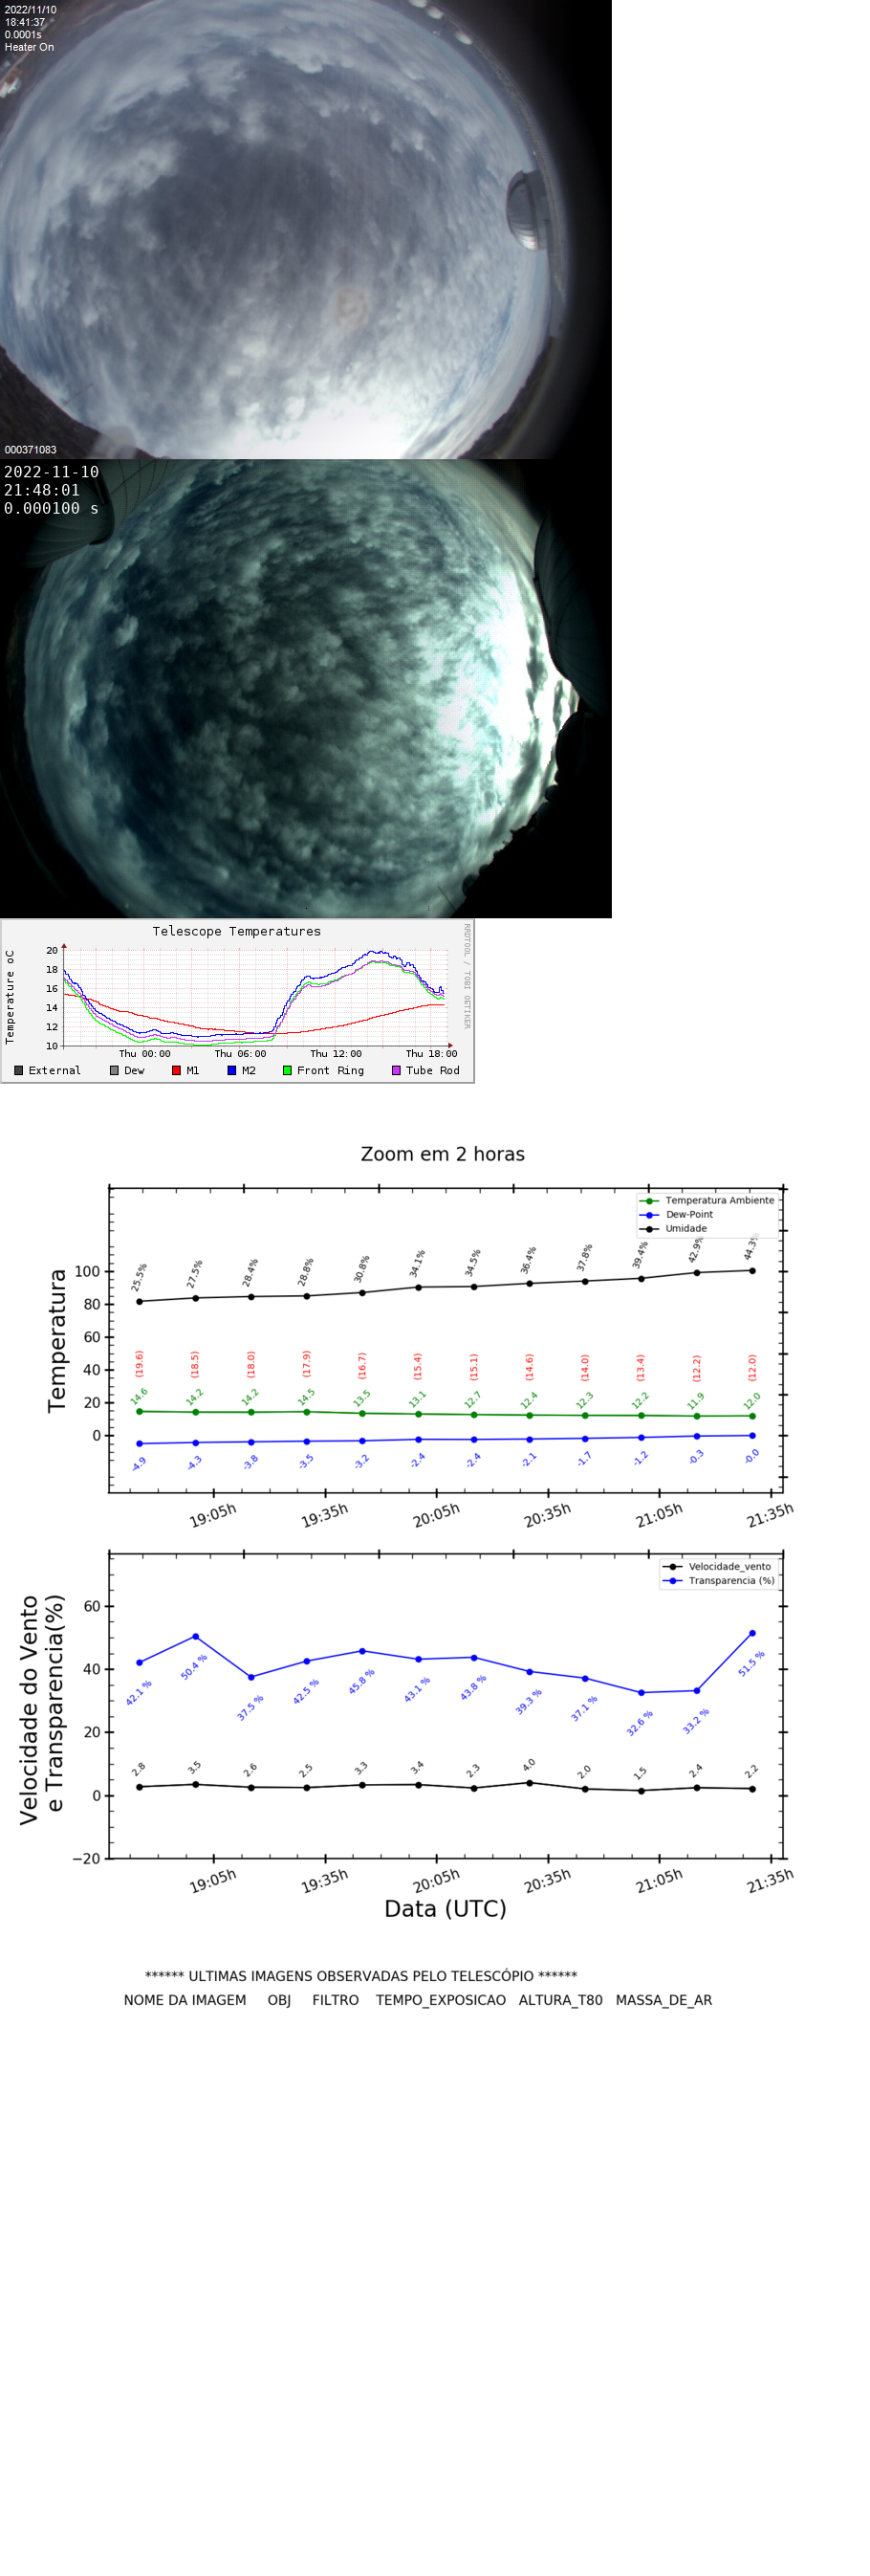 2022/11/10
18:41:37
0.0001s
Heater On
000371083
2022-11-10
21:48:01
0.000100 s
Telescope Temperatures
RRDTOOL / TOBI OETIKER
Temperature oC
20
18
16
14
12
10
Thu 00:00 Thu 06:00 Thu 12:00 Thu 18:00
External Dew M1 M2 Front Ring Tube Rod
Zoom em 2 horas
Temperatura Ambiente
Dew-Point
Umidade
Temperatura
100
80
60
40
20
0
25.5% 27.5% 28.4% 28.8% 30.8% 34.1% 34.5% 36.4% 37.8% 39.4% 42.9% 44.3%
(19.6) (18.5) (18.0) (17.9) (16.7) (15.4) (15.1) (14.6) (14.0) (13.4) (12.2) (12.0)
14.6 14.2 14.2 14.5 13.5 13.1 12.7 12.4 12.3 12.2 11.9 12.0
-4.9 -4.3 -3.8 -3.5 -3.2 -2.4 -2.4 -2.1 -1.7 -1.2 -0.3 -0.0
19:05h 19:35h 20:05h 20:35h 21:05h 21:35h
Velocidade_vento
Transparencia (%)
Velocidade do Vento
e Transparencia(%)
60
40
20
0
−20
42.1 % 50.4 % 37.5 % 42.5 % 45.8 % 43.1 % 43.8 % 39.3 % 37.1 % 32.6 % 33.2 % 51.5 %
2.8 3.5 2.6 2.5 3.3 3.4 2.3 4.0 2.0 1.5 2.4 2.2
19:05h 19:35h 20:05h 20:35h 21:05h 21:35h
Data (UTC)
****** ULTIMAS IMAGENS OBSERVADAS PELO TELESCÓPIO ******
NOME DA IMAGEM OBJ FILTRO TEMPO_EXPOSICAO ALTURA_T80 MASSA_DE_AR